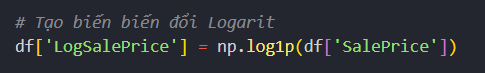 # Tạo biến biến đổi Logarit
df['LogSalePrice'] = np.log1p(df['SalePrice'])